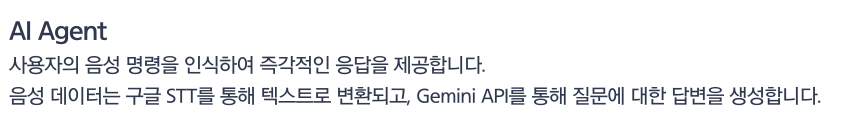 AI Agent
사용자의 음성 명령을 인식하여 즉각적인 응답을 제공합니다.
음성 데이터는 구글 STT를 통해 텍스트로 변환되고, Gemini API를 통해 질문에 대한 답변을 생성합니다.